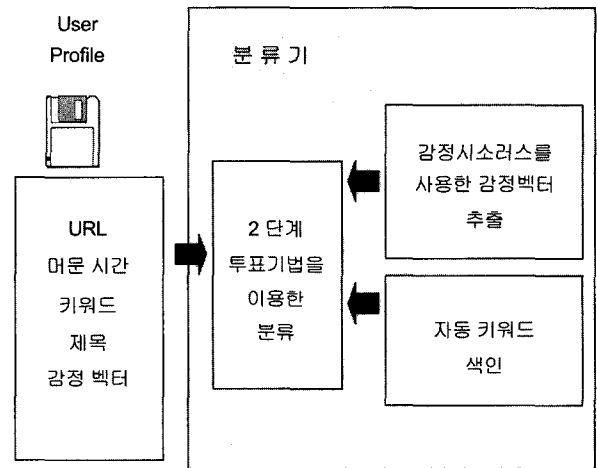 User
Profile
URL
머문 시간
키워드
제목
감정 벡터
분류기
2 단계
투표기법을
이용한
분류
감정시소러스를
사용한 감정벡터
추출
자동 키워드
색인